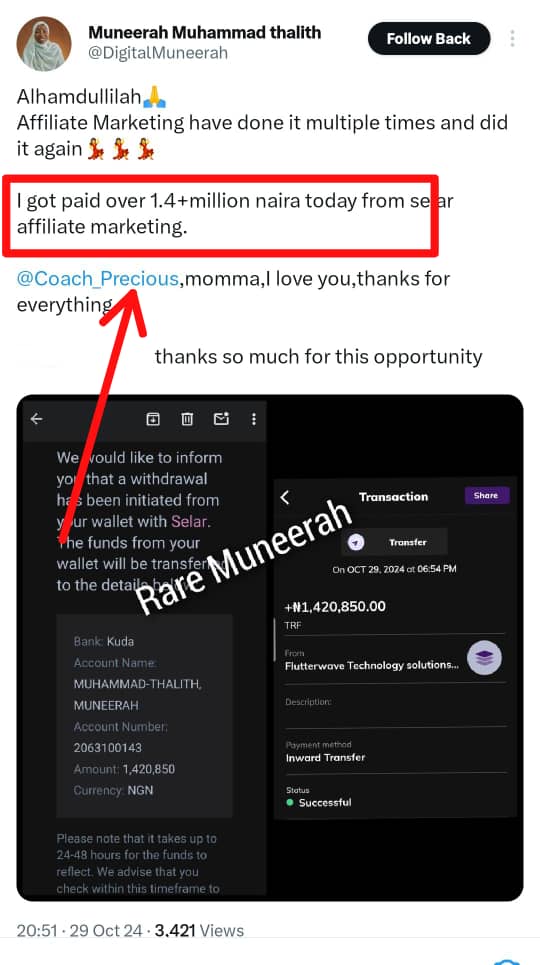 Muneerah Muhammad thalith
@DigitalMuneerah
Follow Back
Alhamdullilah🙏
Affiliate Marketing have done it multiple times and did
it again💃💃💃
I got paid over 1.4+million naira today from selar
affiliate marketing.
@Coach_Precious,momma,I love you,thanks for
everything
thanks so much for this opportunity
We would like to inform
you that a withdrawal
has been initiated from
your wallet with Selar.
The funds from your
wallet will be transferred
to the details below
Bank: Kuda
Account Name:
MUHAMMAD-THALITH,
MUNEERAH
Account Number:
2063100143
Amount: 1,420,850
Currency: NGN
Please note that it takes up to
24-48 hours for the funds to
reflect. We advise that you
check within this timeframe to
Rare Muneerah
Transaction
Share
Transfer
On OCT 29, 2024 at 06:54 PM
+₦1,420,850.00
TRF
From
Flutterwave Technology solutions...
Description:
Payment method
Inward Transfer
Status
Successful
20:51 · 29 Oct 24 · 3,421 Views